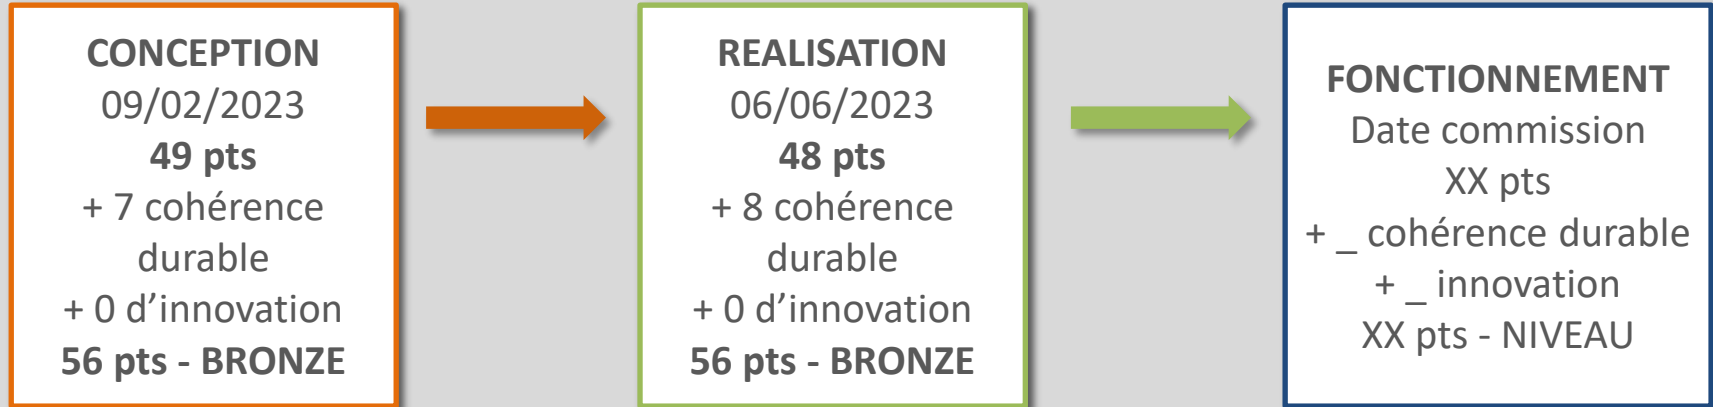 CONCEPTION
09/02/2023
49 pts
+ 7 cohérence
durable
+ 0 d’innovation
56 pts - BRONZE
REALISATION
06/06/2023
48 pts
+ 8 cohérence
durable
+ 0 d’innovation
56 pts - BRONZE
FONCTIONNEMENT
Date commission
XX pts
+ _ cohérence durable
+ _ innovation
XX pts - NIVEAU